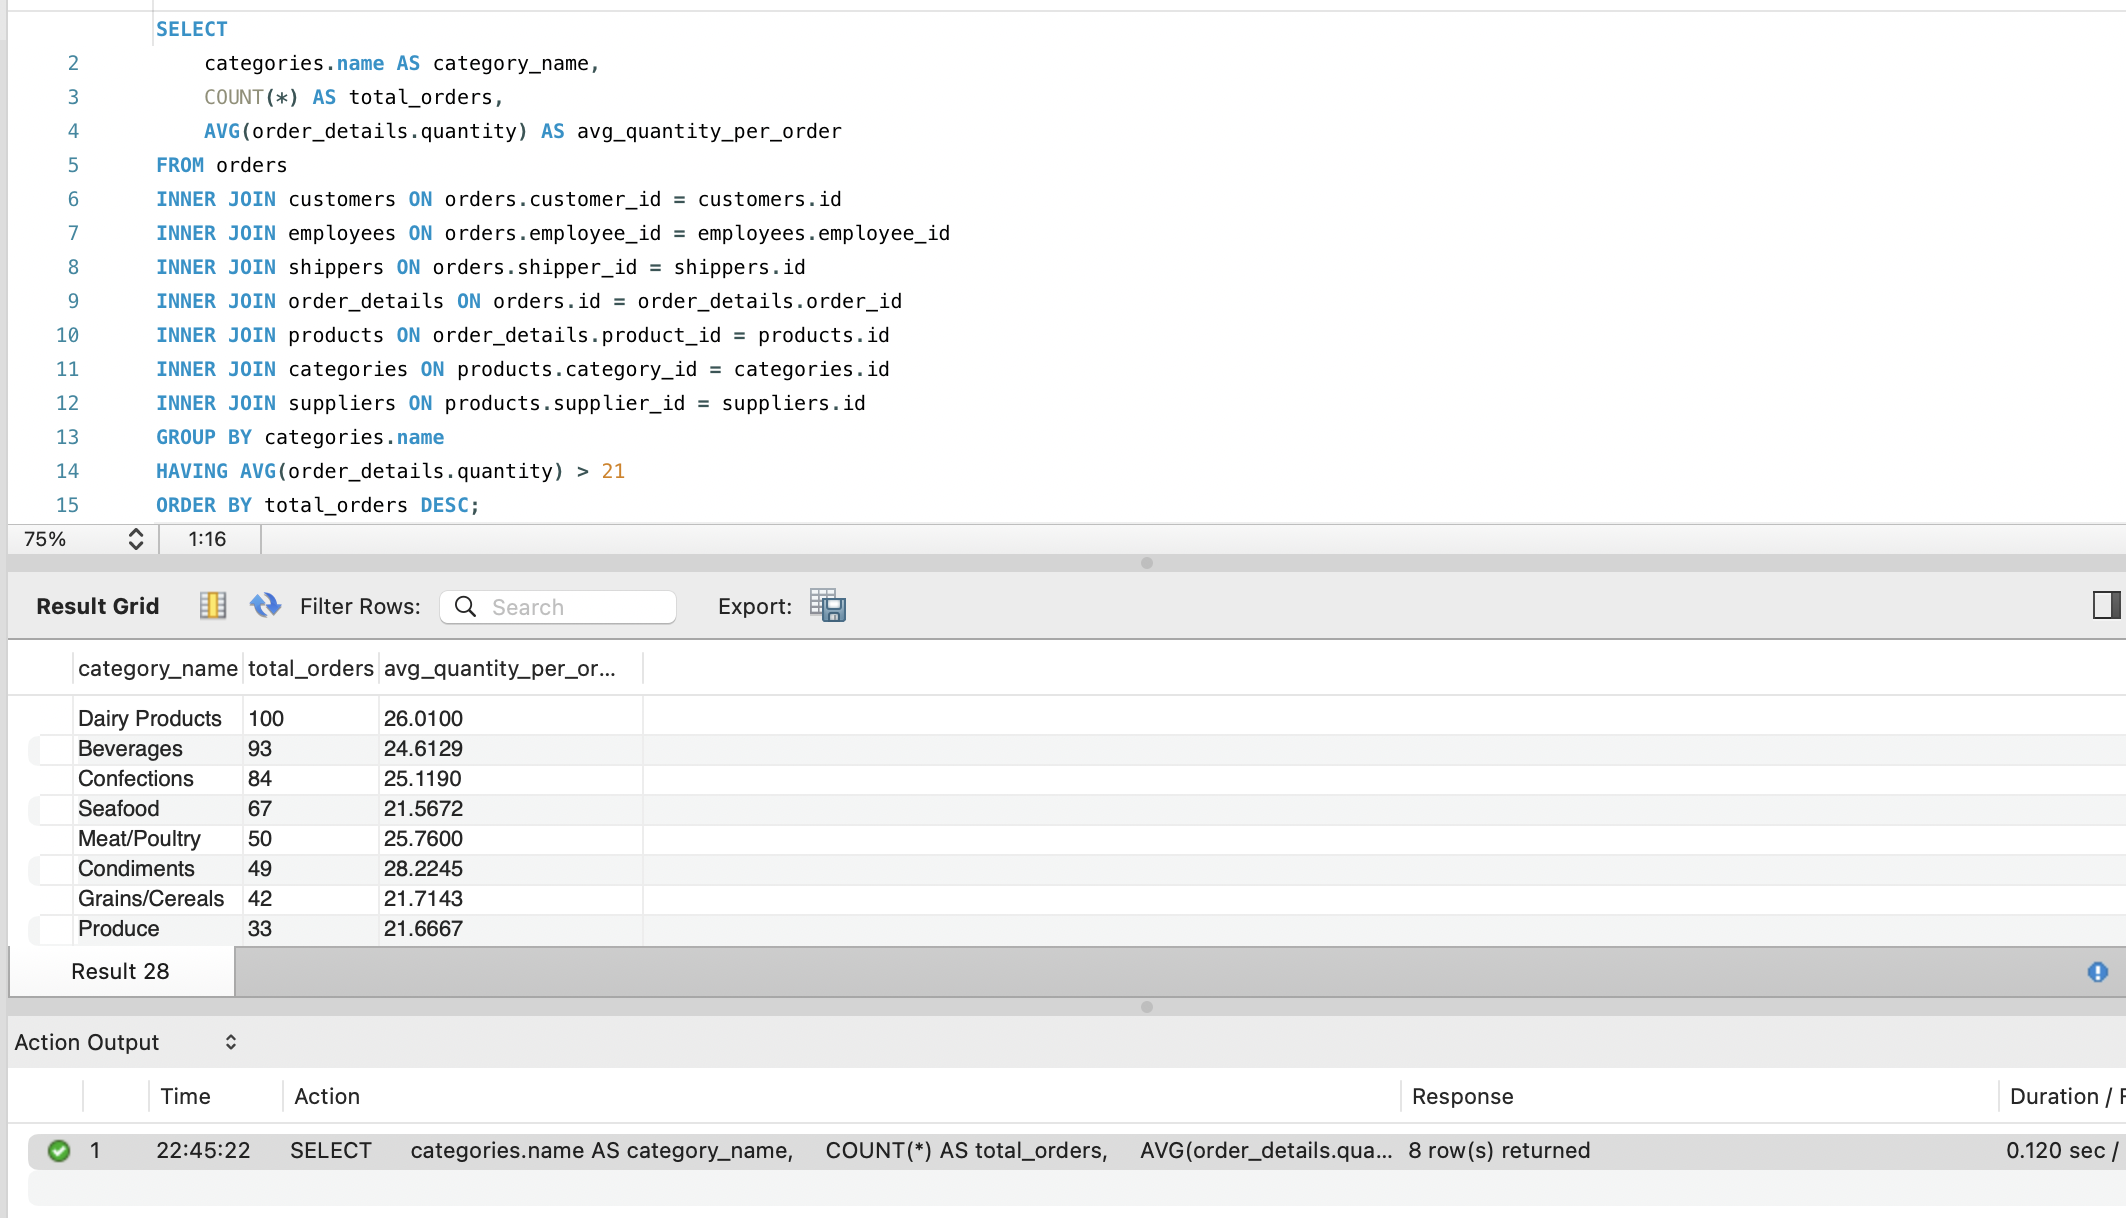 SELECT
2 categories.name AS category_name,
3 COUNT(*) AS total_orders,
4 AVG(order_details.quantity) AS avg_quantity_per_order
5 FROM orders
6 INNER JOIN customers ON orders.customer_id = customers.id
7 INNER JOIN employees ON orders.employee_id = employees.employee_id
8 INNER JOIN shippers ON orders.shipper_id = shippers.id
9 INNER JOIN order_details ON orders.id = order_details.order_id
10 INNER JOIN products ON order_details.product_id = products.id
11 INNER JOIN categories ON products.category_id = categories.id
12 INNER JOIN suppliers ON products.supplier_id = suppliers.id
13 GROUP BY categories.name
14 HAVING AVG(order_details.quantity) > 21
15 ORDER BY total_orders DESC;
75% 1:16
Result Grid Filter Rows: Search Export:
category_name total_orders avg_quantity_per_or...
Dairy Products 100 26.0100
Beverages 93 24.6129
Confections 84 25.1190
Seafood 67 21.5672
Meat/Poultry 50 25.7600
Condiments 49 28.2245
Grains/Cereals 42 21.7143
Produce 33 21.6667
Result 28
Action Output
Time Action Response Duration / F
1 22:45:22 SELECT categories.name AS category_name, COUNT(*) AS total_orders, AVG(order_details.qua... 8 row(s) returned 0.120 sec /